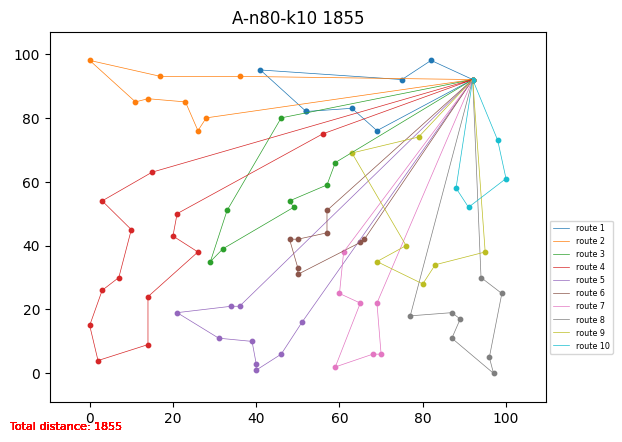 A-n80-k10 1855
100
80
60
40
20
0
0 20 40 60 80 100
route 1
route 2
route 3
route 4
route 5
route 6
route 7
route 8
route 9
route 10
Total distance: 1855